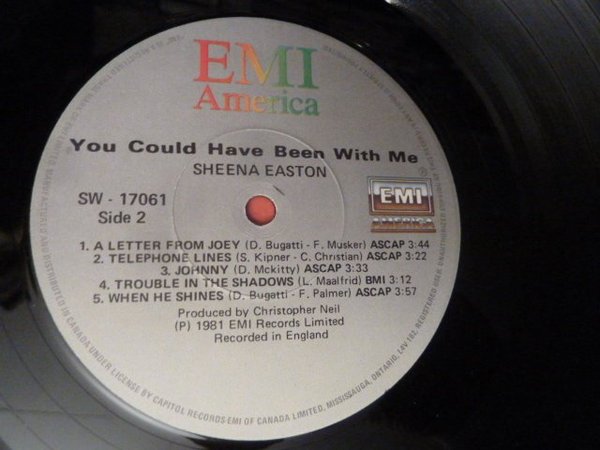 EMI
America
You Could Have Been With Me
SHEENA EASTON
SW - 17061
Side 2
EMI
AMERICA
1. A LETTER FROM JOEY (D. Bugatti - F. Musker) ASCAP 3:44
2. TELEPHONE LINES (S. Kipner - C. Christian) ASCAP 3:22
3. JOHNNY (D. Mckitty) ASCAP 3:33
4. TROUBLE IN THE SHADOWS (L. Maalfrid) BMI 3:12
5. WHEN HE SHINES (D. Bugatti - F. Palmer) ASCAP 3:57
Produced by Christopher Neil
(P) 1981 EMI Records Limited
Recorded in England
MANUFACTURED AND DISTRIBUTED IN CANADA UNDER LICENSE BY CAPITOL RECORDS-EMI OF CANADA LIMITED, MISSISSAUGA, ONTARIO, L4V 1S2